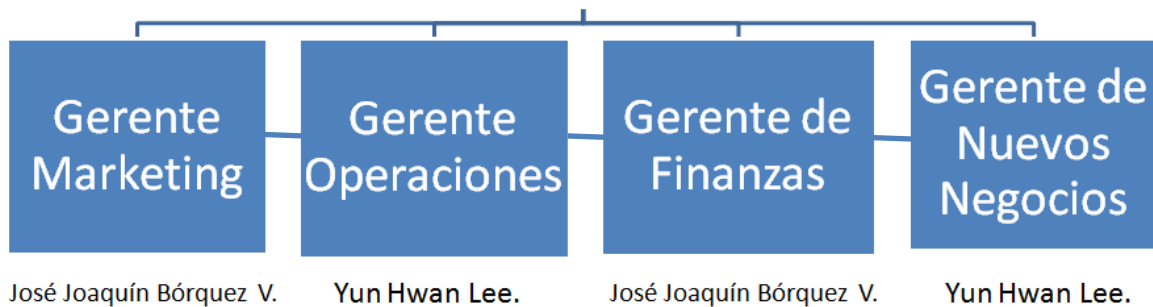 Gerente
Marketing
Gerente
Operaciones
Gerente de
Finanzas
Gerente de
Nuevos
Negocios
José Joaquín Bórquez V.
Yun Hwan Lee.
José Joaquín Bórquez V.
Yun Hwan Lee.